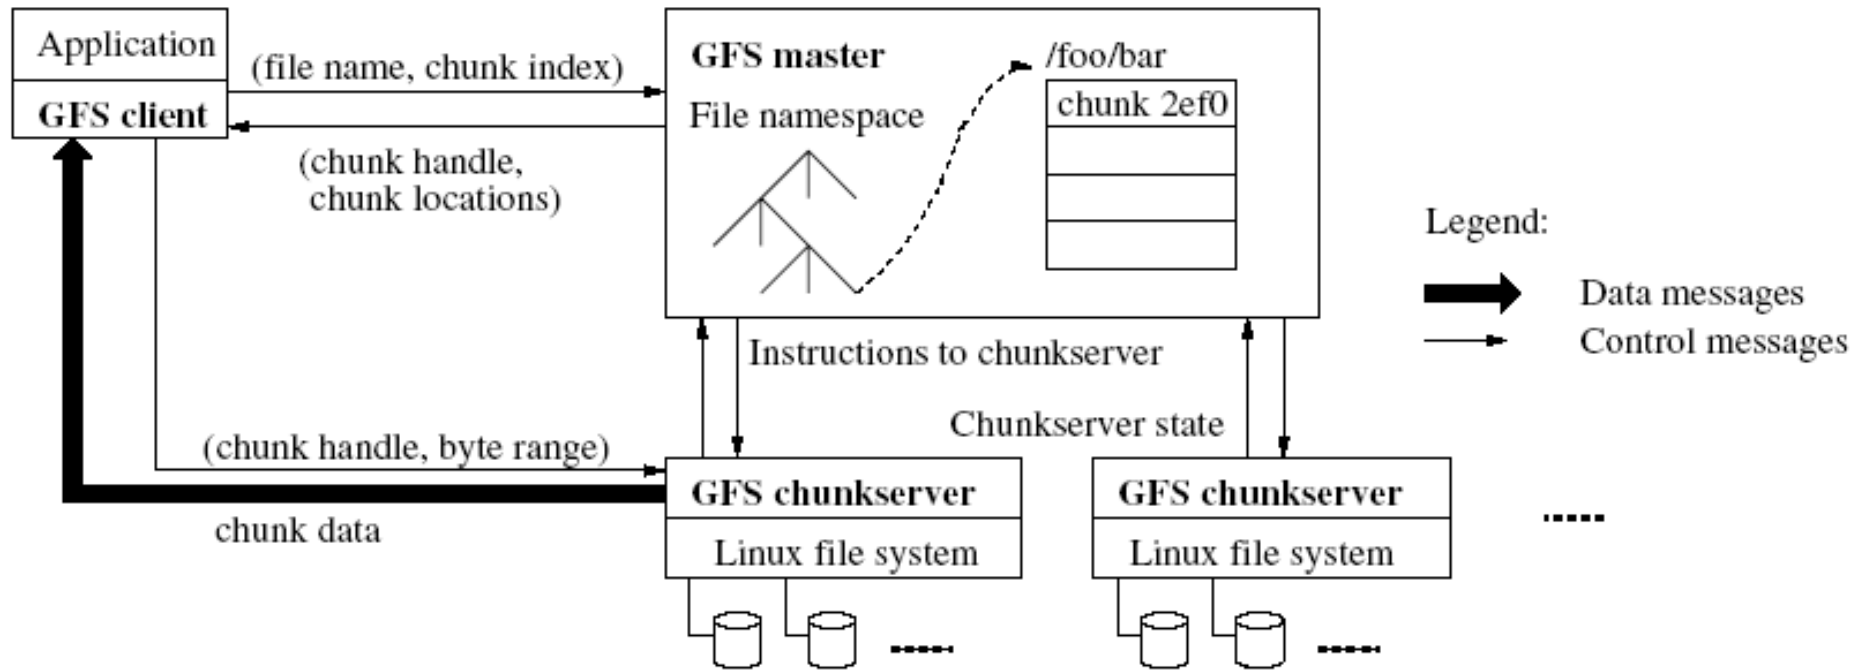 Application
GFS client
(file name, chunk index)
(chunk handle,
chunk locations)
GFS master
File namespace
/foo/bar
chunk 2ef0
Legend:
Data messages
Control messages
Instructions to chunkserver
Chunkserver state
(chunk handle, byte range)
chunk data
GFS chunkserver
Linux file system
GFS chunkserver
Linux file system